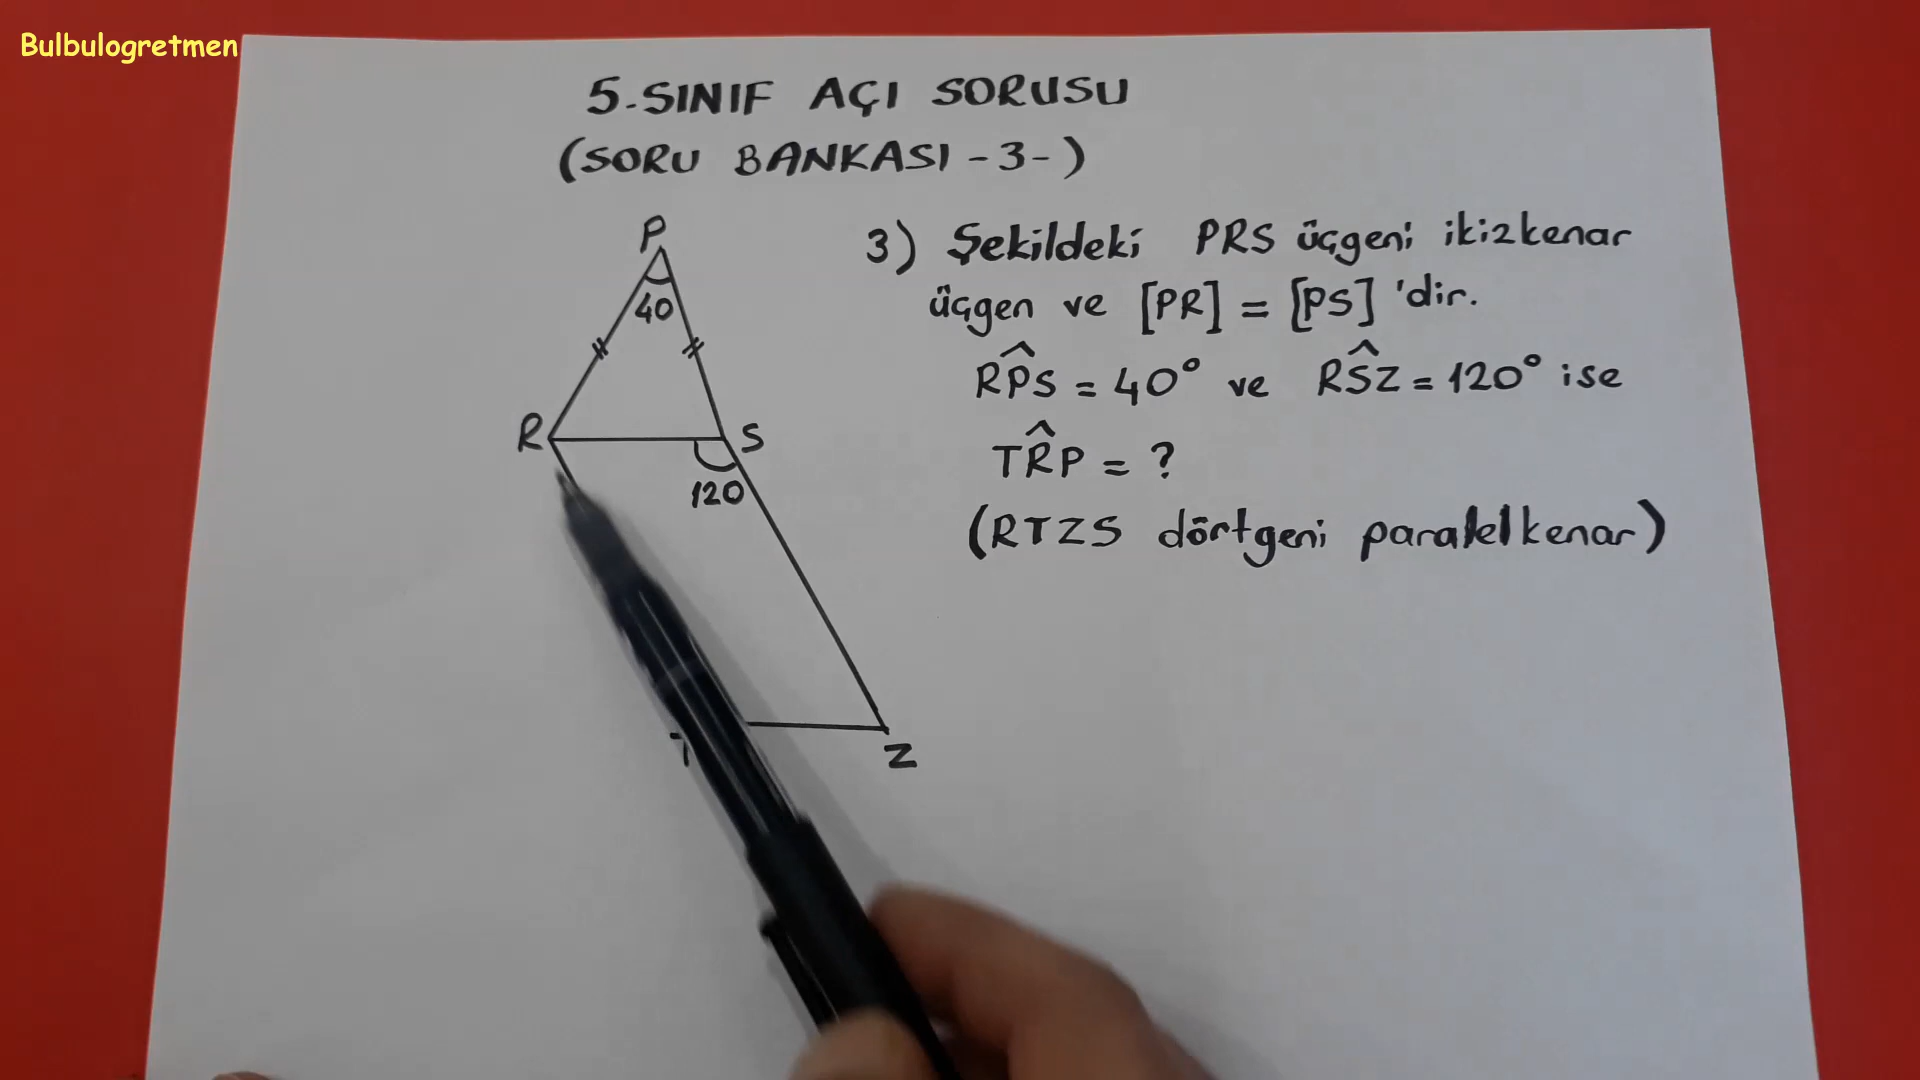 Bulbulogretmen
5.SINIF AÇI SORUSU
(SORU BANKASI -3-)
P
40
R
S
120
Z
3) Şekildeki PRS üçgeni ikizkenar
üçgen ve [PR] = [PS] 'dir.
RP̂S = 40° ve RŜZ = 120° ise
TR̂P = ?
(RTZS dörtgeni paralelkenar)